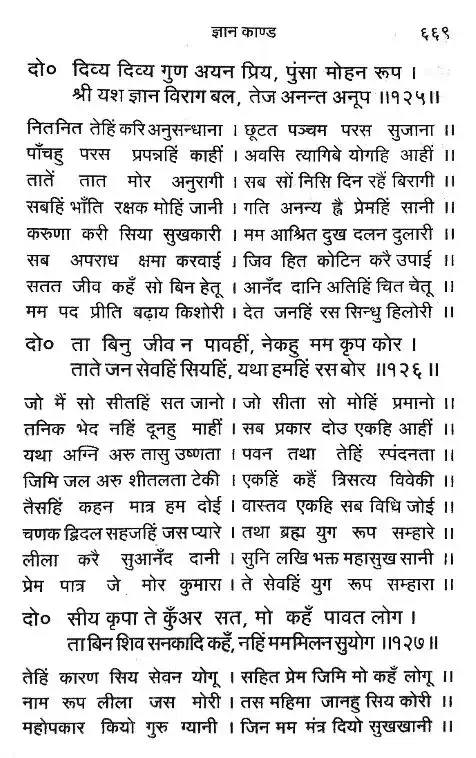 ज्ञान काण्ड ६६९
दो० दिव्य दिव्य गुण अयन प्रिय, पुंसा मोहन रूप ।
श्री यश ज्ञान विराग बल, तेज अनन्त अनूप ॥१२५॥
नितनित तेहिं करि अनुसन्धाना । छूटत पञ्चम परस सुजाना ॥
पाँचहु परस प्रपन्नहिं काहीं । अवसि त्यागिबे योगहि आहीं ॥
तातें तात मोर अनुरागी । सब सों निसि दिन रहैं बिरागी ॥
सबहिं भाँति रक्षक मोहिं जानी । गति अनन्य ह्वै प्रेमहिं सानी ॥
करुणा करी सिया सुखकारी । मम आश्रित दुख दलन दुलारी ॥
सब अपराध क्षमा करवाई । जिव हित कोटिन करै उपाई ॥
सतत जीव कहँ सो बिन हेतू । आनँद दानि अतिहिं चित चेतू ॥
मम पद प्रीति बढ़ाय किशोरी । देत जनहिं रस सिन्धु हिलोरी ॥
दो० ता बिनु जीव न पावहीं, नेकहु मम कृप कोर ।
ताते जन सेवहिं सियहिं, यथा हमहिं रस बोर ॥१२६॥
जो मैं सो सीतहिं सत जानो । जो सीता सो मोहिं प्रमानो ॥
तनिक भेद नहिं दूनहु माहीं । सब प्रकार दोउ एकहि आहीं ॥
यथा अग्नि अरु तासु उष्णता । पवन तथा तेहिं स्पंदनता ॥
जिमि जल अरु शीतलता टेकी । एकहिं कहैं त्रिसत्य विवेकी ॥
तैसहिं कहन मात्र हम दोई । वास्तव एकहि सब विधि जोई ॥
चणक द्विदल सहजहिं जस प्यारे । तथा ब्रह्म युग रूप सम्हारे ॥
लीला करै सुआनँद दानी । सुनि लखि भक्त महासुख सानी ॥
प्रेम पात्र जे मोर कुमारा । ते सेवहिं युग रूप सम्हारा ॥
दो० सीय कृपा ते कुँअर सत, मो कहँ पावत लोग ।
ता बिन शिव सनकादि कहँ, नहिं मम मिलन सुयोग ॥१२७॥
तेहिं कारण सिय सेवन योगू । सहित प्रेम जिमि मो कहँ लोगू ॥
नाम रूप लीला जस मोरी । तस महिमा जानहु सिय कोरी ॥
महोपकार कियो गुरु ग्यानी । जिन मम मंत्र दियो सुखखानी ॥